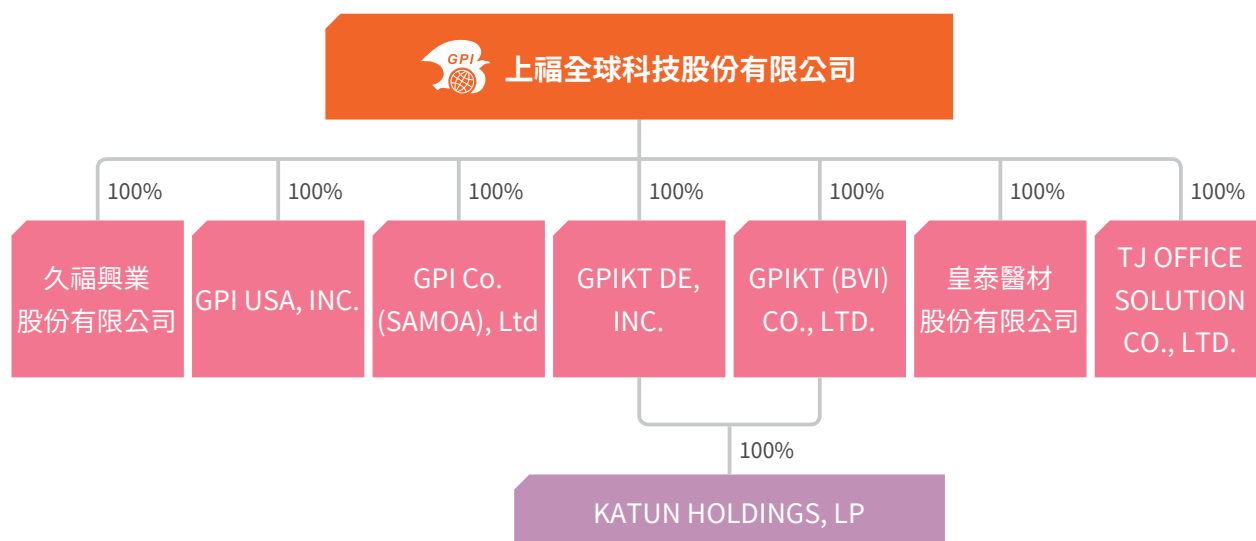 GPI
上福全球科技股份有限公司
100%
100%
100%
100%
100%
100%
100%
久福興業
股份有限公司
GPI USA, INC.
GPI Co.
(SAMOA), Ltd
GPIKT DE,
INC.
GPIKT (BVI)
CO., LTD.
皇泰醫材
股份有限公司
TJ OFFICE
SOLUTION
CO., LTD.
100%
KATUN HOLDINGS, LP